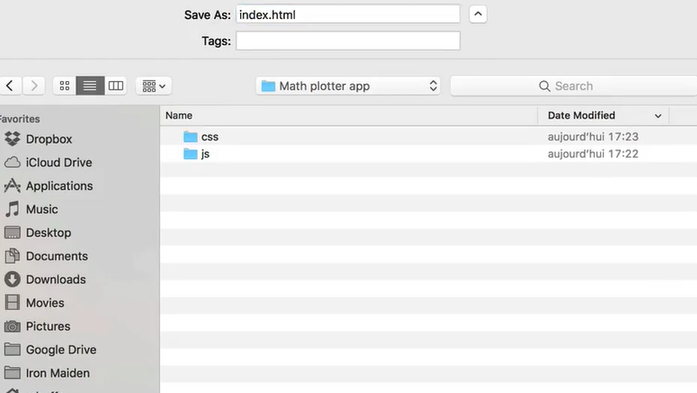 Save As: index.html
Tags:
Math plotter app
Search
Favorites
Name
Date Modified
Dropbox
css
aujourd'hui 17:23
iCloud Drive
js
aujourd'hui 17:22
Applications
Music
Desktop
Documents
Downloads
Movies
Pictures
Google Drive
Iron Maiden